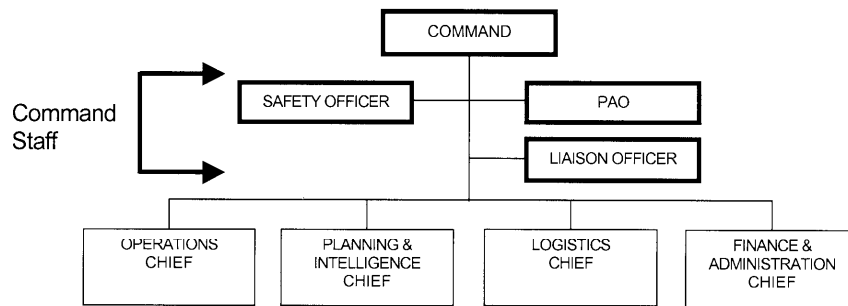 COMMAND
SAFETY OFFICER
PAO
Command
Staff
LIAISON OFFICER
OPERATIONS
CHIEF
PLANNING &
INTELLIGENCE
CHIEF
LOGISTICS
CHIEF
FINANCE &
ADMINISTRATION
CHIEF